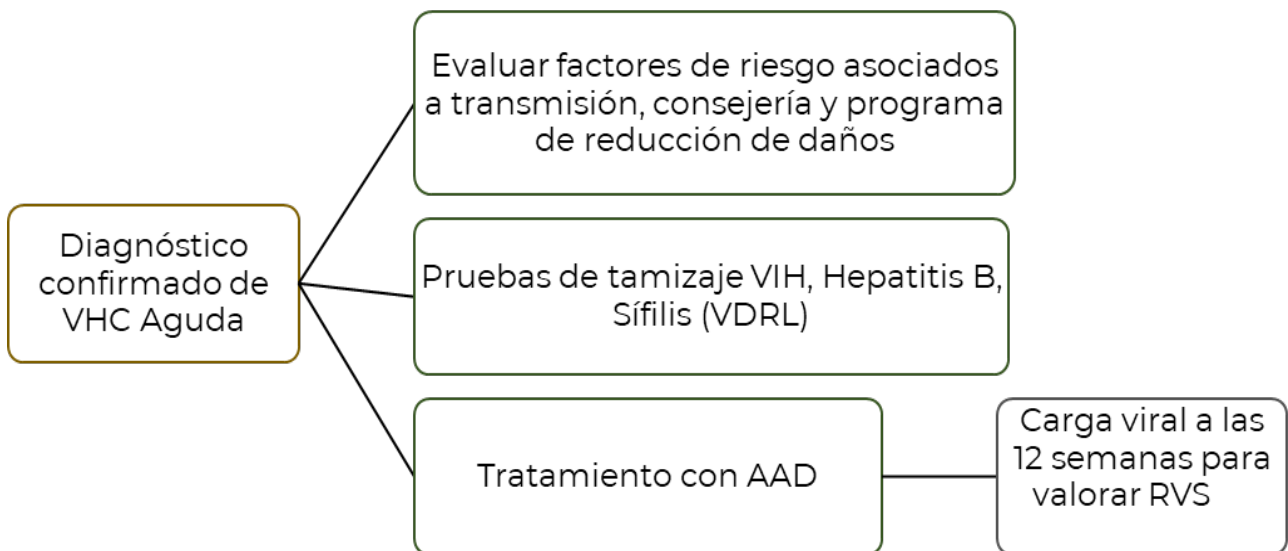 Evaluar factores de riesgo asociados
a transmisión, consejería y programa
de reducción de daños
Diagnóstico
confirmado de
VHC Aguda
Pruebas de tamizaje VIH, Hepatitis B,
Sífilis (VDRL)
Tratamiento con AAD
Carga viral a las
12 semanas para
valorar RVS